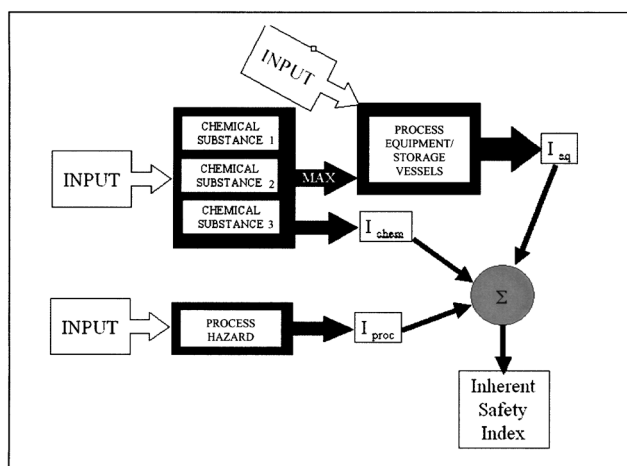 INPUT
CHEMICAL
SUBSTANCE 1
CHEMICAL
SUBSTANCE 2
CHEMICAL
SUBSTANCE 3
INPUT
MAX
PROCESS
EQUIPMENT/
STORAGE
VESSELS
I eq
I chem
INPUT
PROCESS
HAZARD
I proc
Σ
Inherent
Safety
Index